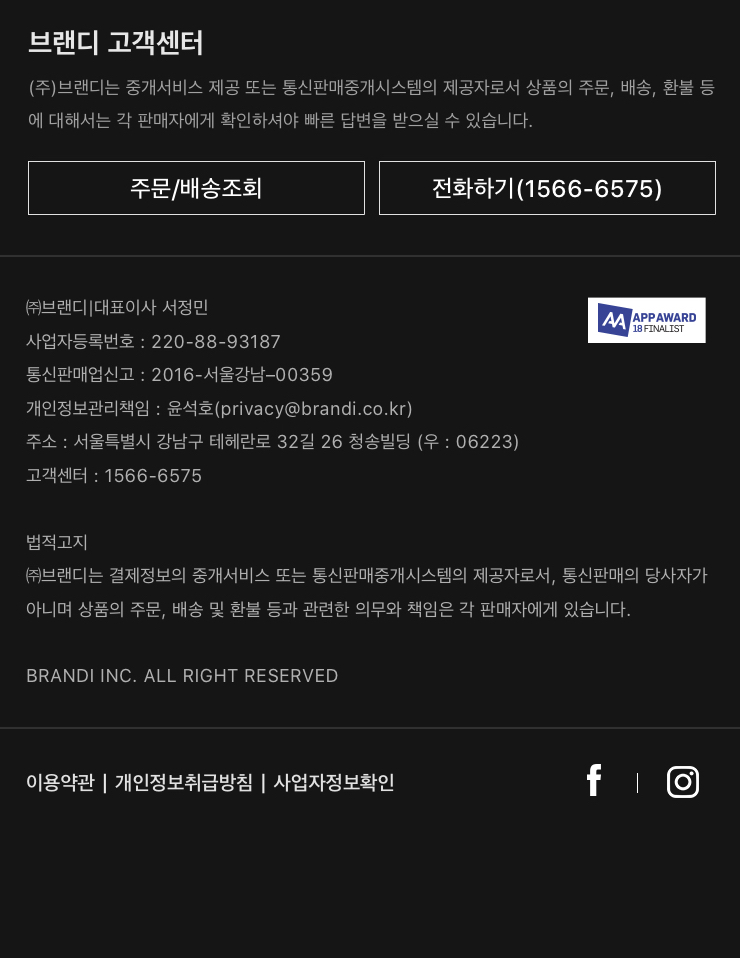 브랜디 고객센터
(주)브랜디는 중개서비스 제공 또는 통신판매중개시스템의 제공자로서 상품의 주문, 배송, 환불 등
에 대해서는 각 판매자에게 확인하셔야 빠른 답변을 받으실 수 있습니다.
주문/배송조회
전화하기(1566-6575)
㈜브랜디|대표이사 서정민
APP AWARD
18 FINALIST
사업자등록번호 : 220-88-93187
통신판매업신고 : 2016-서울강남–00359
개인정보관리책임 : 윤석호(privacy@brandi.co.kr)
주소 : 서울특별시 강남구 테헤란로 32길 26 청송빌딩 (우 : 06223)
고객센터 : 1566-6575
법적고지
㈜브랜디는 결제정보의 중개서비스 또는 통신판매중개시스템의 제공자로서, 통신판매의 당사자가
아니며 상품의 주문, 배송 및 환불 등과 관련한 의무와 책임은 각 판매자에게 있습니다.
BRANDI INC. ALL RIGHT RESERVED
이용약관 | 개인정보취급방침 | 사업자정보확인